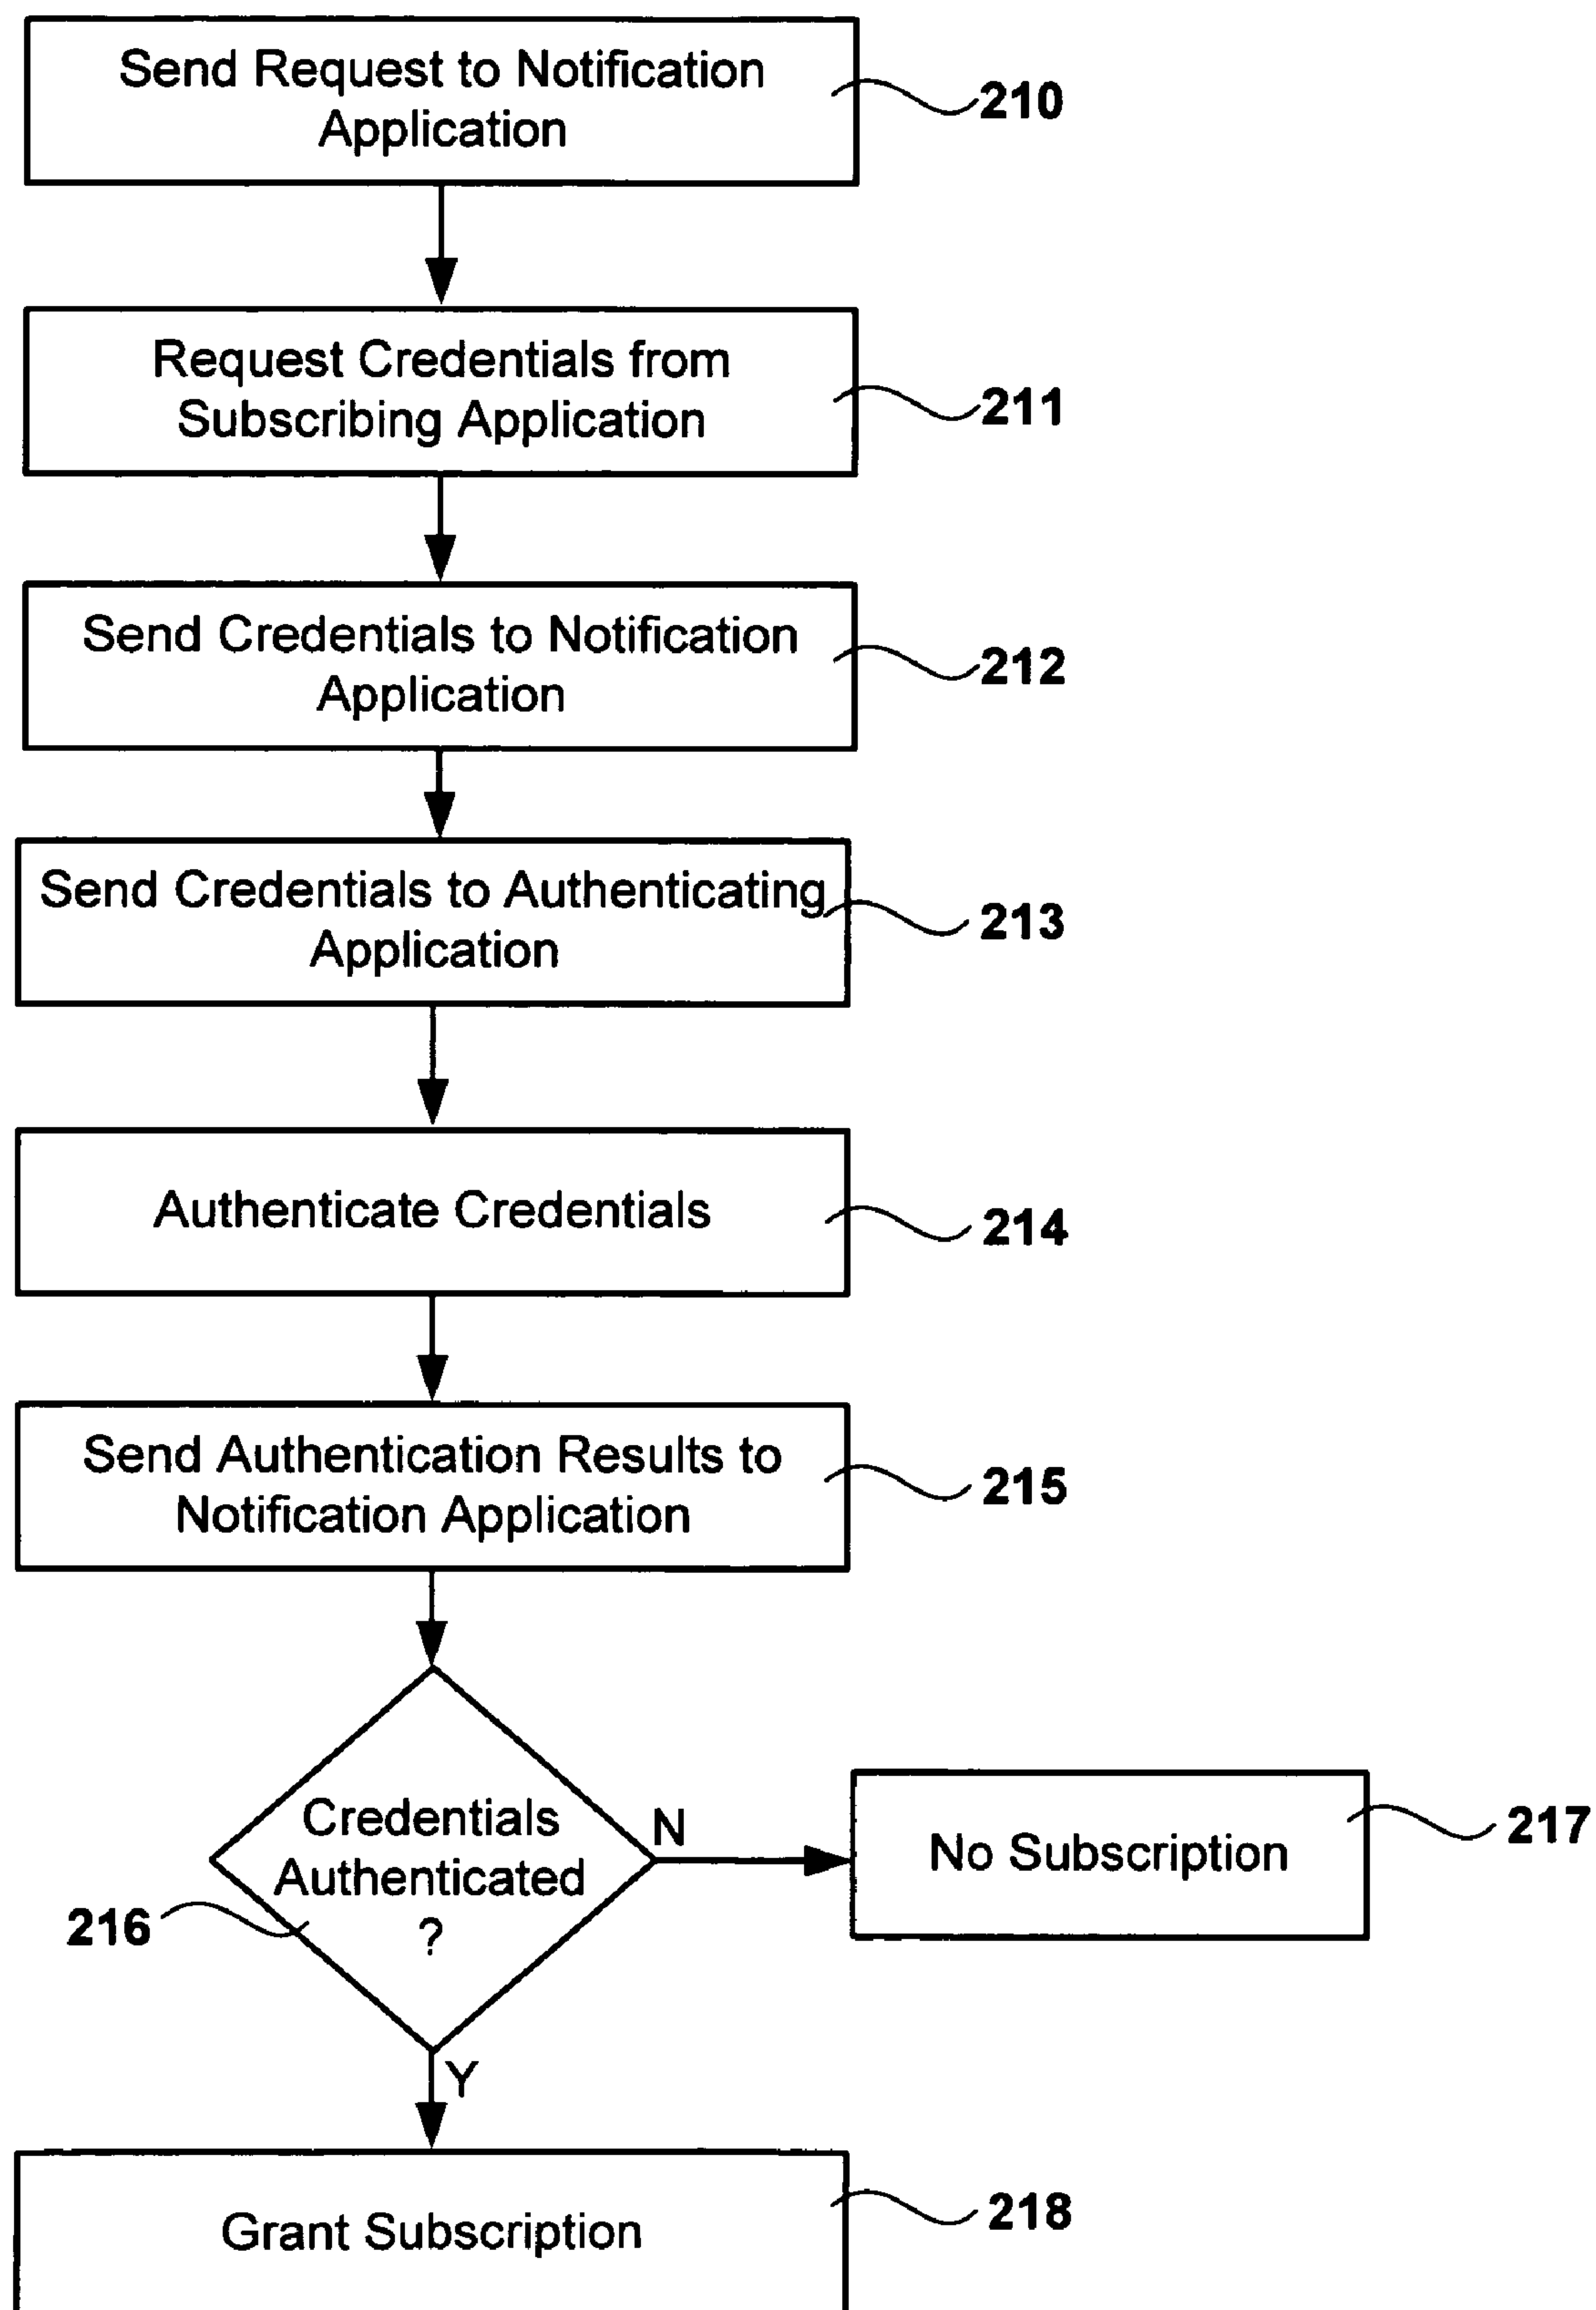 Send Request to Notification
Application
210
Request Credentials from
Subscribing Application
211
Send Credentials to Notification
Application
212
Send Credentials to Authenticating
Application
213
Authenticate Credentials
214
Send Authentication Results to
Notification Application
215
Credentials
Authenticated
?
216
N
No Subscription
217
Y
Grant Subscription
218